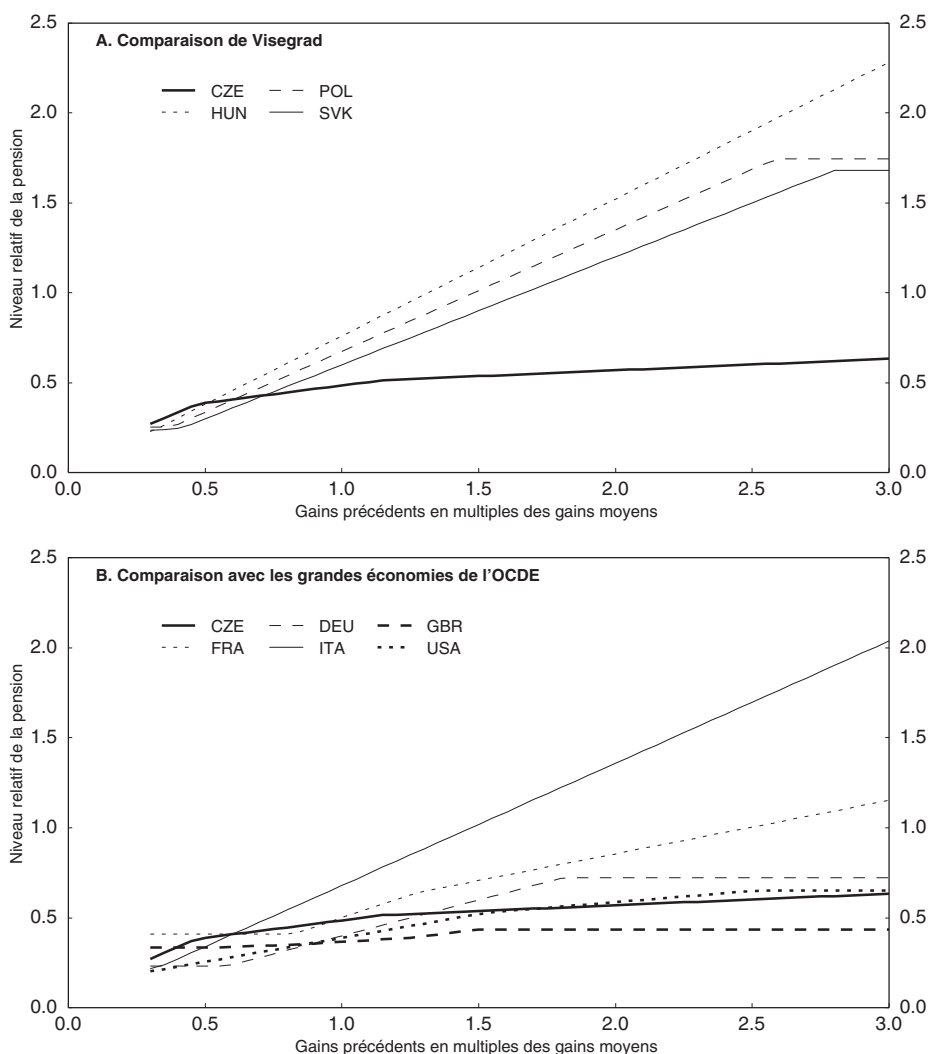 A. Comparaison de Visegrad
CZE POL
HUN SVK
Niveau relatif de la pension
2.5 2.5
2.0 2.0
1.5 1.5
1.0 1.0
0.5 0.5
0.0 0.0
0.0 0.5 1.0 1.5 2.0 2.5 3.0
Gains précédents en multiples des gains moyens
B. Comparaison avec les grandes économies de l'OCDE
CZE DEU GBR
FRA ITA USA
Niveau relatif de la pension
2.5 2.5
2.0 2.0
1.5 1.5
1.0 1.0
0.5 0.5
0.0 0.0
0.0 0.5 1.0 1.5 2.0 2.5 3.0
Gains précédents en multiples des gains moyens